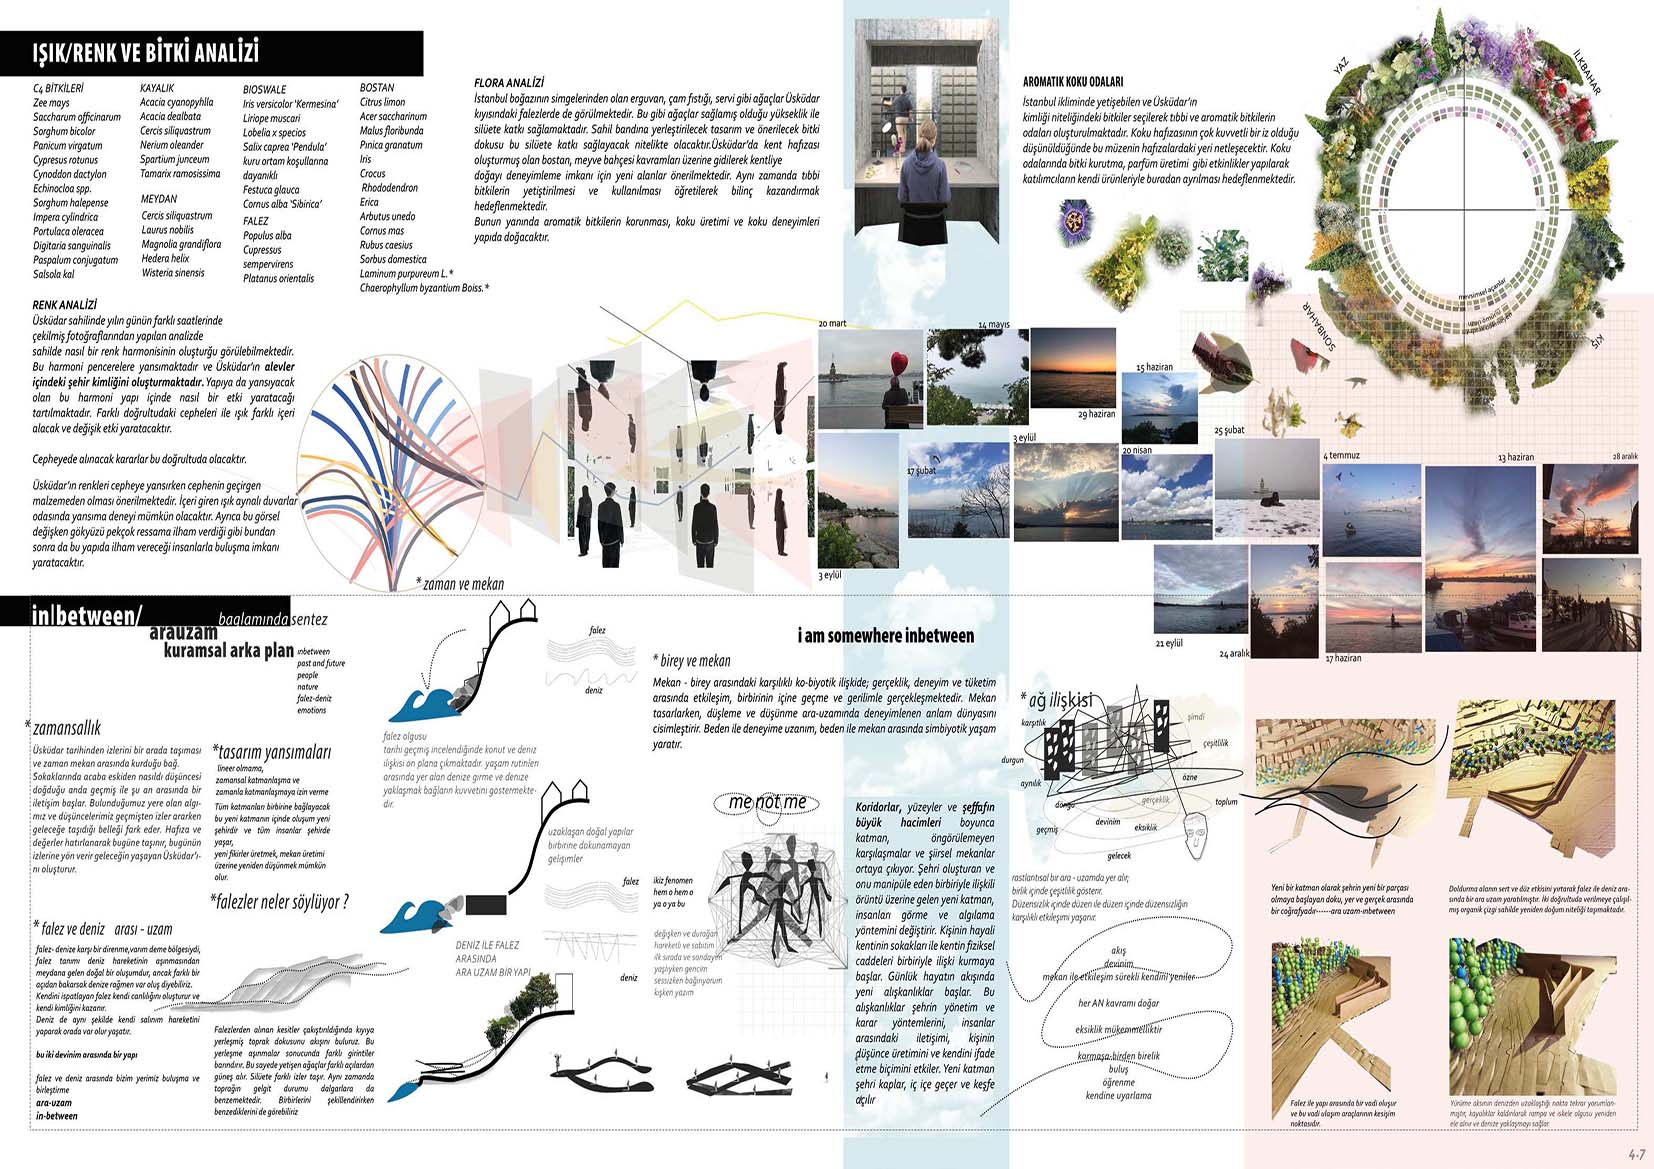 IŞIK/RENK VE BİTKİ ANALİZİ
C4 BİTKİLERİ
Zee mays
Saccharum officinarum
Sorghum bicolor
Panicum virgatum
Cypresus rotunus
Cynoddon dactylon
Echinocloa spp.
Sorghum halepense
Impera cylindrica
Portulaca oleracea
Digitaria sanguinalis
Paspalum conjugatum
Salsola kal
KAYALIK
Acacia cyanopyhlla
Acacia dealbata
Cercis siliquastrum
Nerium oleander
Spartium junceum
Tamarix ramosissima
MEYDAN
Cercis siliquastrum
Laurus nobilis
Magnolia grandiflora
Hedera helix
Wisteria sinensis
BIOSWALE
Iris versicolor 'Kermesina'
Liriope muscari
Lobelia x specios
Salix caprea 'Pendula'
kuru ortam koşullarına
dayanıklı
Festuca glauca
Cornus alba 'Sibirica'
FALEZ
Populus alba
Cupressus
sempervirens
Platanus orientalis
BOSTAN
Citrus limon
Acer saccharinum
Malus floribunda
Pinica granatum
Iris
Crocus
Rhododendron
Erica
Arbutus unedo
Cornus mas
Rubus caesius
Sorbus domestica
Laminum purpureum L.*
Chaerophyllum byzantium Boiss.*
FLORA ANALİZİ
İstanbul boğazının simgelerinden olan erguvan, çam fıstığı, servi gibi ağaçlar Üsküdar
kıyısındaki falezlerde de görülmektedir. Bu gibi ağaçlar sağlamış olduğu yükseklik ile
silüete katkı sağlamaktadır. Sahil bandına yerleştirilecek tasarım ve önerilecek bitki
dokusu bu silüete katkı sağlayacak nitelikte olacaktır.Üsküdar'da kent hafızası
oluşturmuş olan bostan, meyve bahçesi kavramları üzerine gidilerek kentliye
doğayı deneyimleme imkanı için yeni alanlar önerilmektedir. Aynı zamanda tıbbi
bitkilerin yetiştirilmesi ve kullanılması öğretilerek bilinç kazandırmak
hedeflenmektedir.
Bunun yanında aromatik bitkilerin korunması, koku üretimi ve koku deneyimleri
yapıda doğacaktır.
AROMATIK KOKU ODALARI
İstanbul ikliminde yetişebilen ve Üsküdar'ın
kimliği niteliğindeki bitkiler seçilerek tıbbi ve aromatik bitkilerin
odaları oluşturulmaktadır. Koku hafızasının çok kuvvetli bir iz olduğu
düşünüldüğünde bu müzenin hafızalardaki yeri netleşecektir. Koku
odalarında bitki kurutma, parfüm üretimi gibi etkinlikler yapılarak
katılımcıların kendi ürünleriyle buradan ayrılması hedeflenmektedir.
YAZ
İLKBAHAR
SONBAHAR
KIŞ
mevsimsel açanlar
RENK ANALİZİ
Üsküdar sahilinde yılın günün farklı saatlerinde
çekilmiş fotoğraflarından yapılan analizde
sahilde nasıl bir renk harmonisinin oluşturğu görülebilmektedir.
Bu harmoni pencerelere yansımaktadır ve Üsküdar'ın alevler
içindeki şehir kimliğini oluşturmaktadır. Yapıya da yansıyacak
olan bu harmoni yapı içinde nasıl bir etki yaratacağı
tartılmaktadır. Farklı doğrultudaki cepheleri ile ışık farklı içeri
alacak ve değişik etki yaratacaktır.
Cepheyede alınacak kararlar bu doğrultuda olacaktır.
Üsküdar'ın renkleri cepheye yansırken cephenin geçirgen
malzemeden olması önerilmektedir. İçeri giren ışık aynalı duvarlar
odasında yansıma deneyi mümkün olacaktır. Ayrıca bu görsel
değişken gökyüzü pekçok ressama ilham verdiği gibi bundan
sonra da bu yapıda ilham vereceği insanlarla buluşma imkanı
yaratacaktır.
* zaman ve mekan
20 mart
14 mayıs
29 haziran
15 haziran
3 eylül
17 şubat
3 eylül
20 nisan
25 şubat
4 temmuz
13 haziran
28 aralık
21 eylül
24 aralık
17 haziran
in|between/
baglamında sentez
arauzam
kuramsal arka plan
inbetween
past and future
people
nature
falez-deniz
emotions
* zamansallık
Üsküdar tarihinden izlerini bir arada taşıması
ve zaman mekan arasında kurduğu bağ.
Sokaklarında acaba eskiden nasıldı düşüncesi
doğduğu anda geçmiş ile şu an arasında bir
iletişim başlar. Bulunduğumuz yere olan algı-
mız ve düşüncelerimiz geçmişten izler ararken
geleceğe taşıdığı belleği fark eder. Hafıza ve
değerler hatırlanarak bugüne taşınır, bugünün
izlerine yön verir geleceğin yaşayan Üsküdar'ı-
nı oluşturur.
*tasarım yansımaları
lineer olmama,
zamansal katmanlaşma ve
zamanla katmanlaşmaya izin verme
Tüm katmanları birbirine bağlayacak
bu yeni katmanın içinde oluşum yeni
şehirdir ve tüm insanlar şehirde
yaşar,
yeni fikirler üretmek, mekan üretimi
üzerine yeniden düşünmek mümkün
olur.
*falezler neler söylüyor ?
* falez ve deniz arası - uzam
falez- denize karşı bir direnme,varım deme bölgesiydi,
falez tanımı deniz hareketinin aşınmasından
meydana gelen doğal bir oluşumdur, ancak farklı bir
açıdan bakarsak denize rağmen var oluş diyebiliriz.
Kendini ispatlayan falez kendi canlılığını oluşturur ve
kendi kimliğini kazanır.
Deniz de aynı şekilde kendi salınım hareketini
yaparak orada var olur yaşatır.
bu iki devinim arasında bir yapı
falez ve deniz arasında bizim yerimiz buluşma ve
birleştirme
ara-uzam
in-between
Falezlerden alınan kesitler çakıştırıldığında kıyıya
yerleşmiş toprak dokusunu akışını buluruz. Bu
yerleşme aşınmalar sonucunda farklı girintiler
barındırır. Bu sayede yetişen ağaçlar farklı açılardan
güneş alır. Silüete farklı izler taşır. Aynı zamanda
toprağın gelgit durumu dalgalara da
benzemektedir. Birbirlerini şekillendirirken
benzediklerini de görebiliriz
falez
deniz
falez olgusu
tarihi geçmiş incelendiğinde konut ve deniz
ilişkisi ön plana çıkmaktadır. yaşam rutinleri
arasında yer alan denize girme ve denize
yaklaşmak bağların kuvvetini göstermekte-
dir.
uzaklaşan doğal yapılar
birbirine dokunamayan
gelişimler
falez
deniz
DENİZ İLE FALEZ
ARASINDA
ARA UZAM BİR YAPI
i am somewhere inbetween
* birey ve mekan
Mekan - birey arasındaki karşılıklı ko-biyotik ilişkide; gerçeklik, deneyim ve tüketim
arasında etkileşim, birbirinin içine geçme ve gerilimle gerçekleşmektedir. Mekan
tasarlarken, düşleme ve düşünme ara-uzamında deneyimlenen anlam dünyasını
cisimleştirir. Beden ile deneyime uzanım, beden ile mekan arasında simbiyotik yaşam
yaratır.
me not me
ikiz fenomen
hem o hem o
ya o ya bu
değişken ve durağan
hareketli ve sabitim
ilk sırada ve sondayım
yaşlıyken gencim
sessizken bağırıyorum
kışken yazım
Koridorlar, yüzeyler ve şeffafın
büyük hacimleri boyunca
katman, öngörülemeyen
karşılaşmalar ve şiirsel mekanlar
ortaya çıkıyor. Şehri oluşturan ve
onu manipüle eden birbiriyle ilişkili
örüntü üzerine gelen yeni katman,
insanları görme ve algılama
yöntemini değiştirir. Kişinin hayali
kentinin sokakları ile kentin fiziksel
caddeleri birbiriyle ilişki kurmaya
başlar. Günlük hayatın akışında
yeni alışkanlıklar başlar. Bu
alışkanlıklar şehrin yönetim ve
karar yöntemlerini, insanlar
arasındaki iletişimi, kişinin
düşünce üretimini ve kendini ifade
etme biçimini etkiler. Yeni katman
şehri kaplar, iç içe geçer ve keşfe
açılır
* ağ ilişkisi
karşıtlık
şimdi
çeşitlilik
durgun
aynılık
özne
döngü
gerçeklik
toplum
geçmiş
devinim
eksiklik
gelecek
rastlantısal bir ara - uzamda yer alır;
birlik içinde çeşitlilik gösterir.
Düzensizlik içinde düzen ile düzen içinde düzensizliğin
karşılıklı etkileşimi yaşanır.
akış
devinim
mekan ile etkileşim sürekli kendini yeniler
her AN kavramı doğar
eksiklik mükemmelliktir
karmaşa birden birelik
buluş
öğrenme
kendine uyarlama
Yeni bir katman olarak şehrin yeni bir parçası
olmaya başlayan doku, yer ve gerçek arasında
bir coğrafyadır------ara uzam-ınbetween
Doldurma alanın sert ve düz etkisini yırtarak falez ile deniz ara-
sında bir ara uzam yaratılmıştır. İki doğrultuda verilmeye çalışıl-
mış organik çizgi sahilde yeniden doğum niteliği taşımaktadır.
Falez ile yapı arasında bir vadi oluşur
ve bu vadi ulaşım araçlarının kesişim
noktasıdır.
Yürüme aksının denizden uzaklaştığı nokta tekrar yorumlan-
mıştır, kayalıklar kaldırılarak rampa ve iskele olgusu yeniden
ele alınır ve denize yaklaşmayı sağlar.
4-7